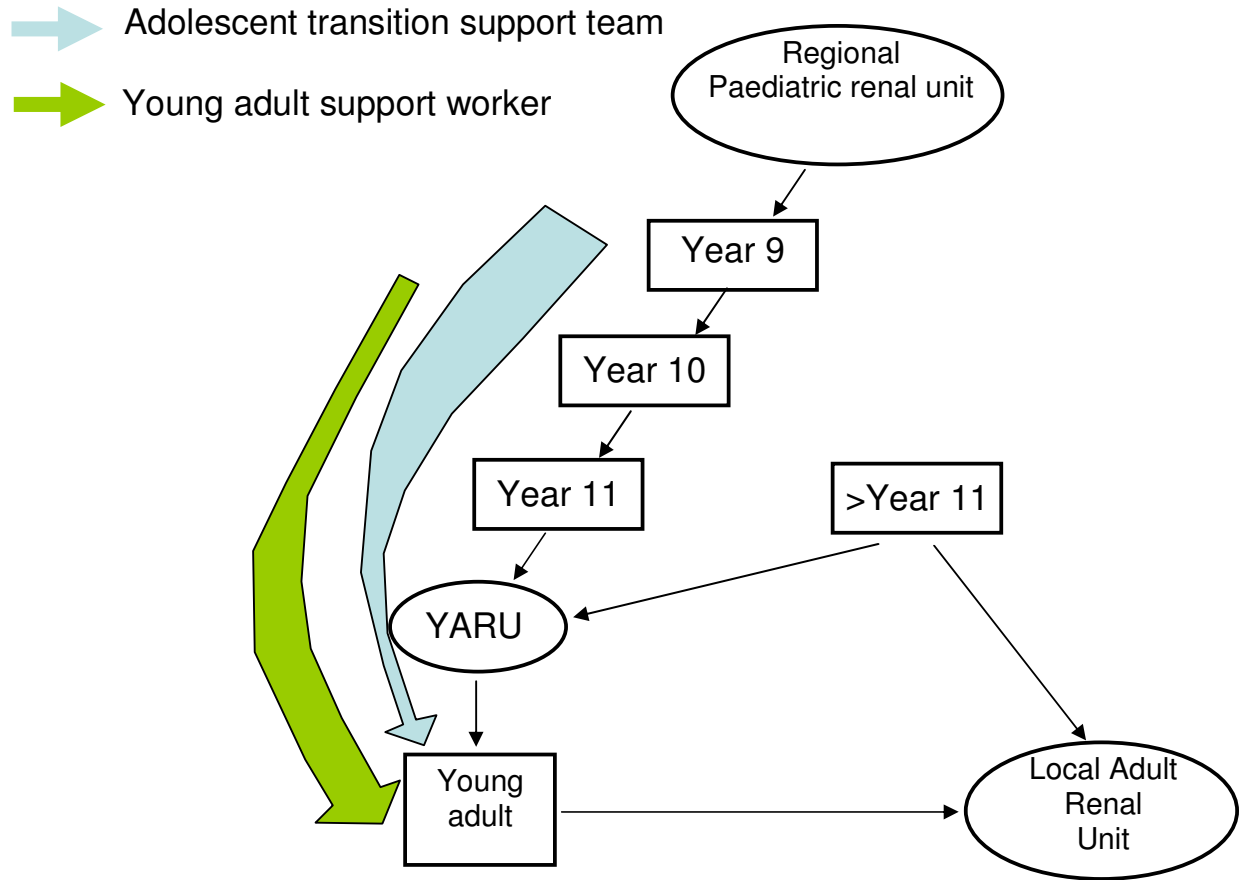 Adolescent transition support team
Young adult support worker
Regional
Paediatric renal unit
Year 9
Year 10
Year 11
>Year 11
YARU
Young
adult
Local Adult
Renal
Unit